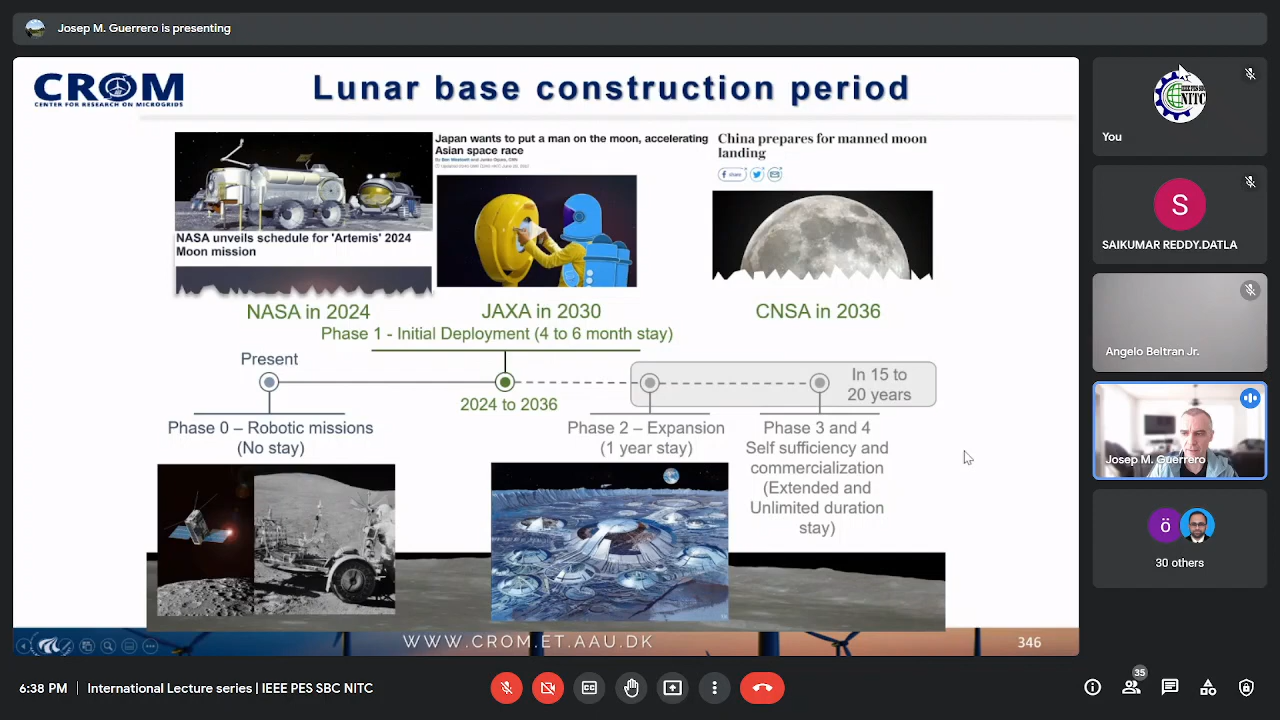 Josep M. Guerrero is presenting
CROM
CENTER FOR RESEARCH ON MICROGRIDS
Lunar base construction period
NASA unveils schedule for 'Artemis' 2024
Moon mission
Japan wants to put a man on the moon, accelerating
Asian space race
China prepares for manned moon
landing
share
NASA in 2024
JAXA in 2030
CNSA in 2036
Phase 1 - Initial Deployment (4 to 6 month stay)
Present
In 15 to
20 years
2024 to 2036
Phase 0 – Robotic missions
(No stay)
Phase 2 – Expansion
(1 year stay)
Phase 3 and 4
Self sufficiency and
commercialization
(Extended and
Unlimited duration
stay)
WWW.CROM.ET.AAU.DK
346
NITC
You
S
SAIKUMAR REDDY.DATLA
Angelo Beltran Jr.
Josep M. Guerrero
ö
30 others
6:38 PM
International Lecture series | IEEE PES SBC NITC
35